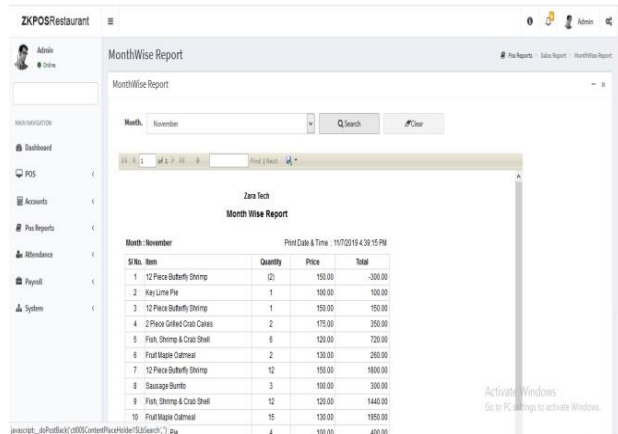 ZKPOSRestaurant
Admin
Admin
Online
MonthWise Report
Pos Reports > Sales Report > MonthWise Report
MonthWise Report
MAIN NAVIGATION
Dashboard
POS
Accounts
Pos Reports
Attendance
Payroll
System
Month. November Search Clear
1 of 1 Find | Next
Zara Tech
Month Wise Report
Month : November Print Date & Time : 11/7/2019 4:39:15 PM
Sl No. Item Quantity Price Total
1 12 Piece Butterfly Shrimp (2) 150.00 -300.00
2 Key Lime Pie 1 100.00 100.00
3 12 Piece Butterfly Shrimp 1 150.00 150.00
4 2 Piece Grilled Crab Cakes 2 175.00 350.00
5 Fish, Shrimp & Crab Shell 6 120.00 720.00
6 Fruit Maple Oatmeal 2 130.00 260.00
7 12 Piece Butterfly Shrimp 12 150.00 1800.00
8 Sausage Burrito 3 100.00 300.00
9 Fish, Shrimp & Crab Shell 12 120.00 1440.00
10 Fruit Maple Oatmeal 15 130.00 1950.00
Pie 4 100.00 400.00
Activate Windows
Go to PC settings to activate Windows.
javascript:__doPostBack('ctl00$ContentPlaceHolder1$LbSearch','')